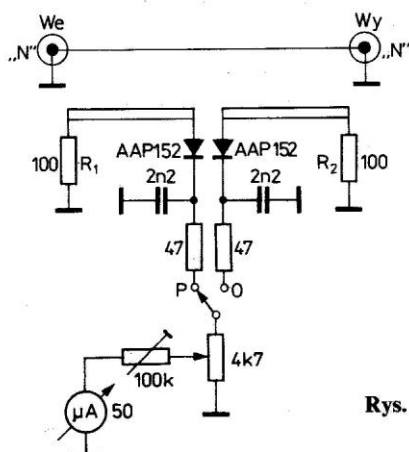 We Wy
„N” „N”
AAP152 AAP152
100 R₁ R₂ 100
2n2 2n2
47 47
P O
4k7
100k
µA 50
Rys.